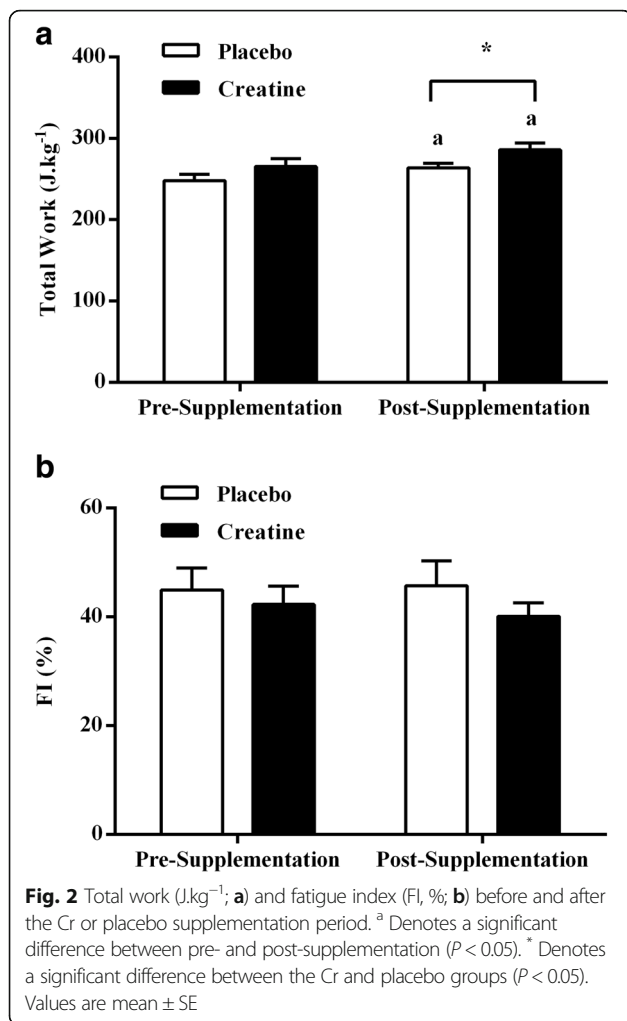 a
400
300
200
100
0
Total Work (J.kg⁻¹)
Placebo
Creatine
*
a
a
Pre-Supplementation Post-Supplementation
b
60
40
20
0
FI (%)
Placebo
Creatine
Pre-Supplementation Post-Supplementation
Fig. 2 Total work (J.kg⁻¹; a) and fatigue index (FI, %; b) before and after
the Cr or placebo supplementation period. ᵃ Denotes a significant
difference between pre- and post-supplementation (P < 0.05). * Denotes
a significant difference between the Cr and placebo groups (P < 0.05).
Values are mean ± SE